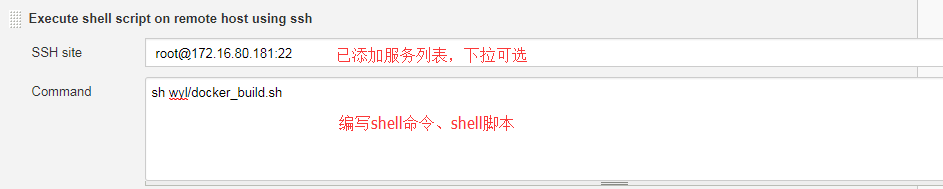 Execute shell script on remote host using ssh
SSH site
root@172.16.80.181:22
已添加服务列表，下拉可选
Command
sh wyl/docker_build.sh
编写shell命令、shell脚本